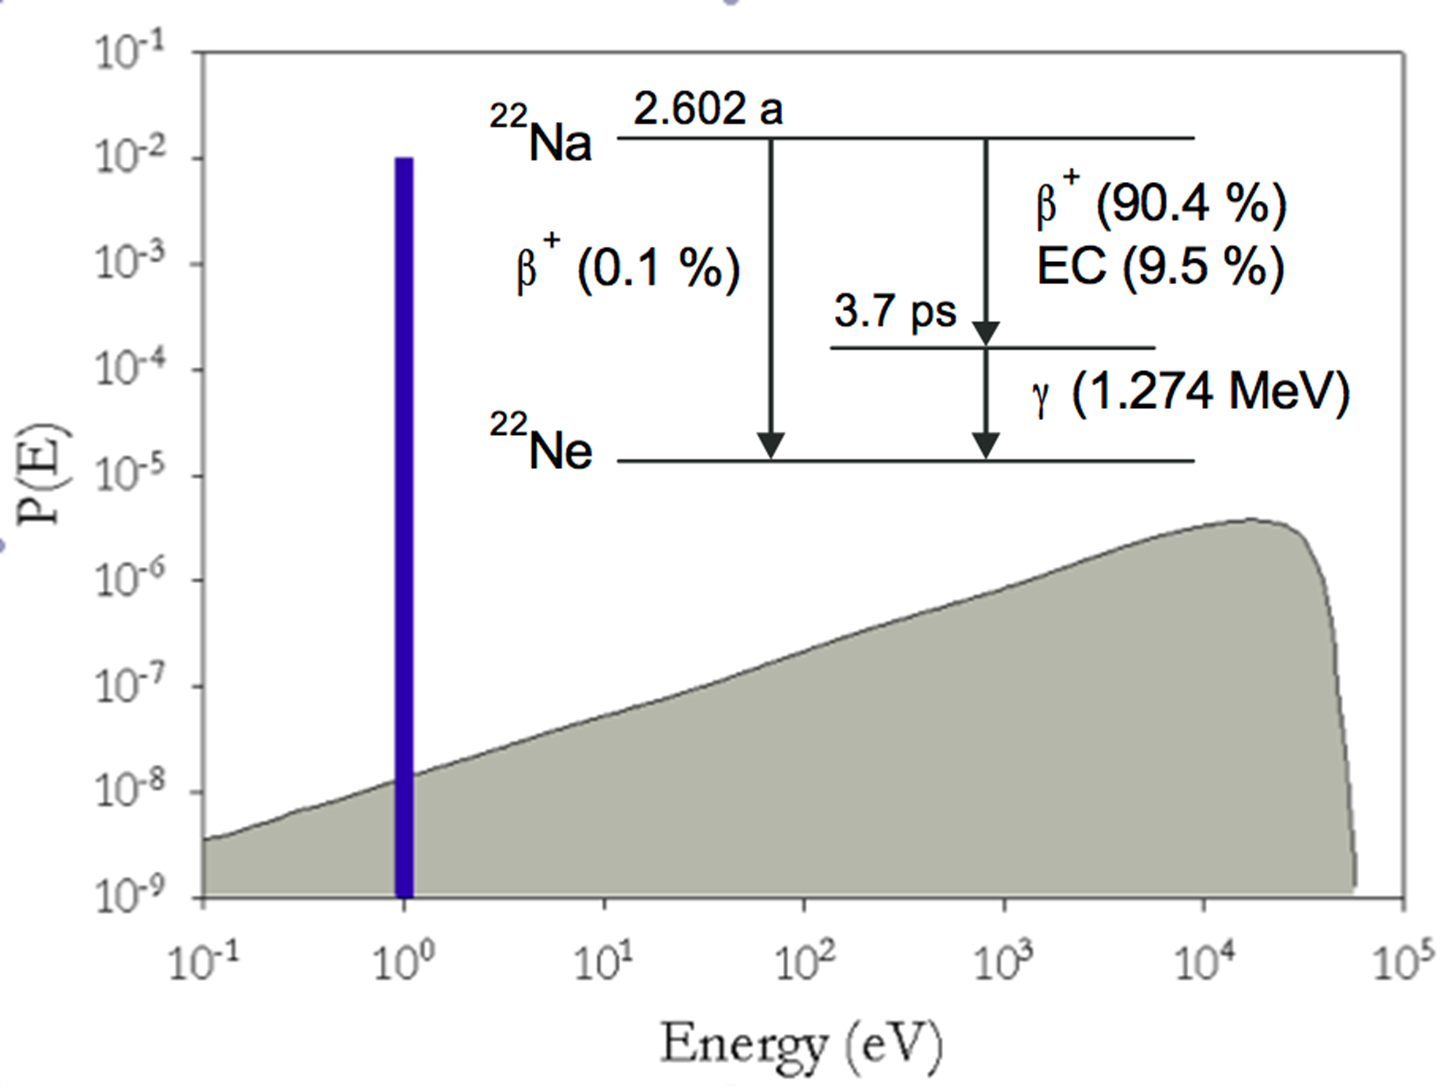 10⁻¹
10⁻²
10⁻³
10⁻⁴
10⁻⁵
10⁻⁶
10⁻⁷
10⁻⁸
10⁻⁹
P(E)
²²Na
2.602 a
β⁺ (0.1 %)
β⁺ (90.4 %)
EC (9.5 %)
3.7 ps
γ (1.274 MeV)
²²Ne
10⁻¹ 10⁰ 10¹ 10² 10³ 10⁴ 10⁵
Energy (eV)